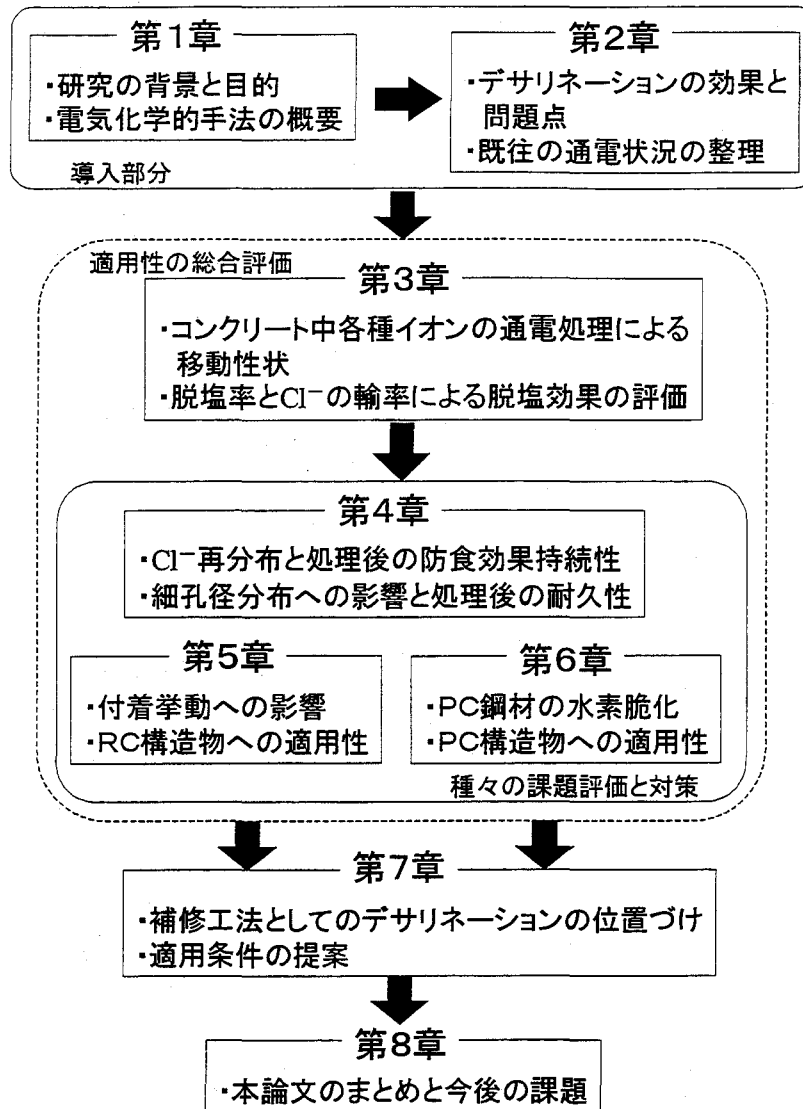 第1章
・研究の背景と目的
・電気化学的手法の概要
第2章
・デサリネーションの効果と
問題点
・既往の通電状況の整理
導入部分
適用性の総合評価
第3章
・コンクリート中各種イオンの通電処理による
移動性状
・脱塩率とCl⁻の輸率による脱塩効果の評価
第4章
・Cl⁻再分布と処理後の防食効果持続性
・細孔径分布への影響と処理後の耐久性
第5章
・付着挙動への影響
・RC構造物への適用性
第6章
・PC鋼材の水素脆化
・PC構造物への適用性
種々の課題評価と対策
第7章
・補修工法としてのデサリネーションの位置づけ
・適用条件の提案
第8章
・本論文のまとめと今後の課題